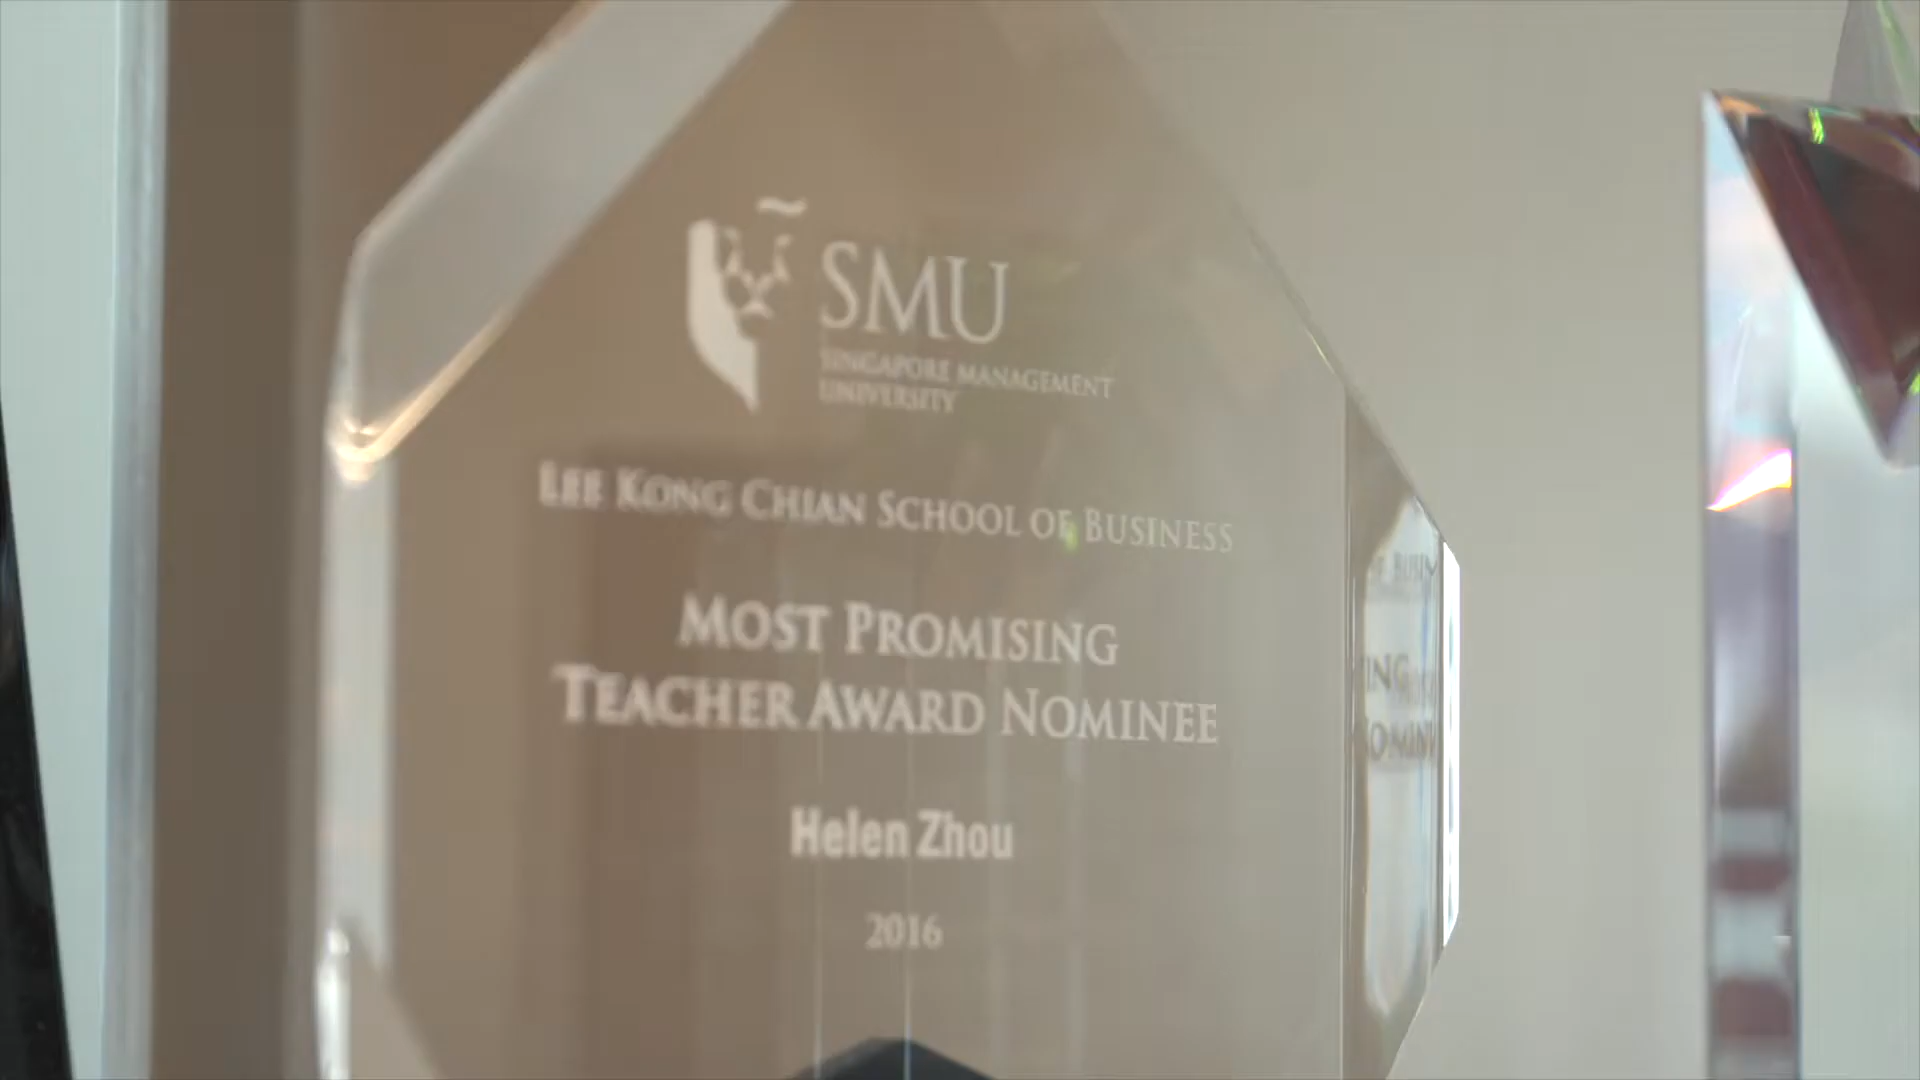 SMU
SINGAPORE MANAGEMENT
UNIVERSITY
LEE KONG CHIAN SCHOOL OF BUSINESS
MOST PROMISING
TEACHER AWARD NOMINEE
Helen Zhou
2016